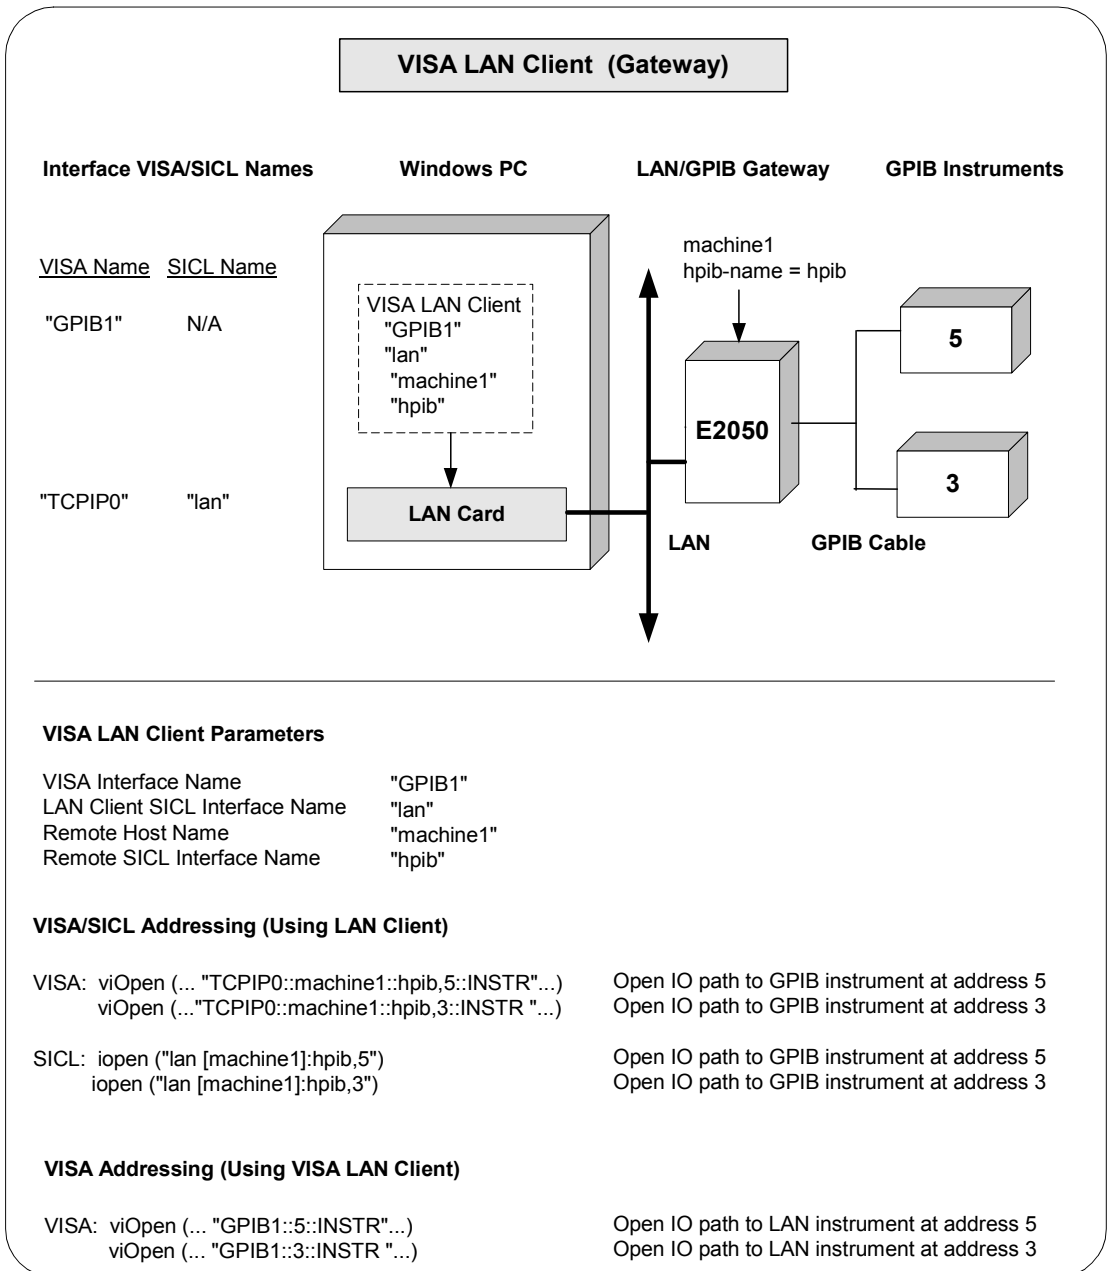 VISA LAN Client (Gateway)
Interface VISA/SICL Names
Windows PC
LAN/GPIB Gateway
GPIB Instruments
VISA Name SICL Name
"GPIB1" N/A
"TCPIP0" "lan"
VISA LAN Client
"GPIB1"
"lan"
"machine1"
"hpib"
LAN Card
machine1
hpib-name = hpib
E2050
5
3
LAN
GPIB Cable
VISA LAN Client Parameters
VISA Interface Name "GPIB1"
LAN Client SICL Interface Name "lan"
Remote Host Name "machine1"
Remote SICL Interface Name "hpib"
VISA/SICL Addressing (Using LAN Client)
VISA: viOpen (... "TCPIP0::machine1::hpib,5::INSTR"...) Open IO path to GPIB instrument at address 5
viOpen (..."TCPIP0::machine1::hpib,3::INSTR "...) Open IO path to GPIB instrument at address 3
SICL: iopen ("lan [machine1]:hpib,5") Open IO path to GPIB instrument at address 5
iopen ("lan [machine1]:hpib,3") Open IO path to GPIB instrument at address 3
VISA Addressing (Using VISA LAN Client)
VISA: viOpen (... "GPIB1::5::INSTR"...) Open IO path to LAN instrument at address 5
viOpen (... "GPIB1::3::INSTR "...) Open IO path to LAN instrument at address 3